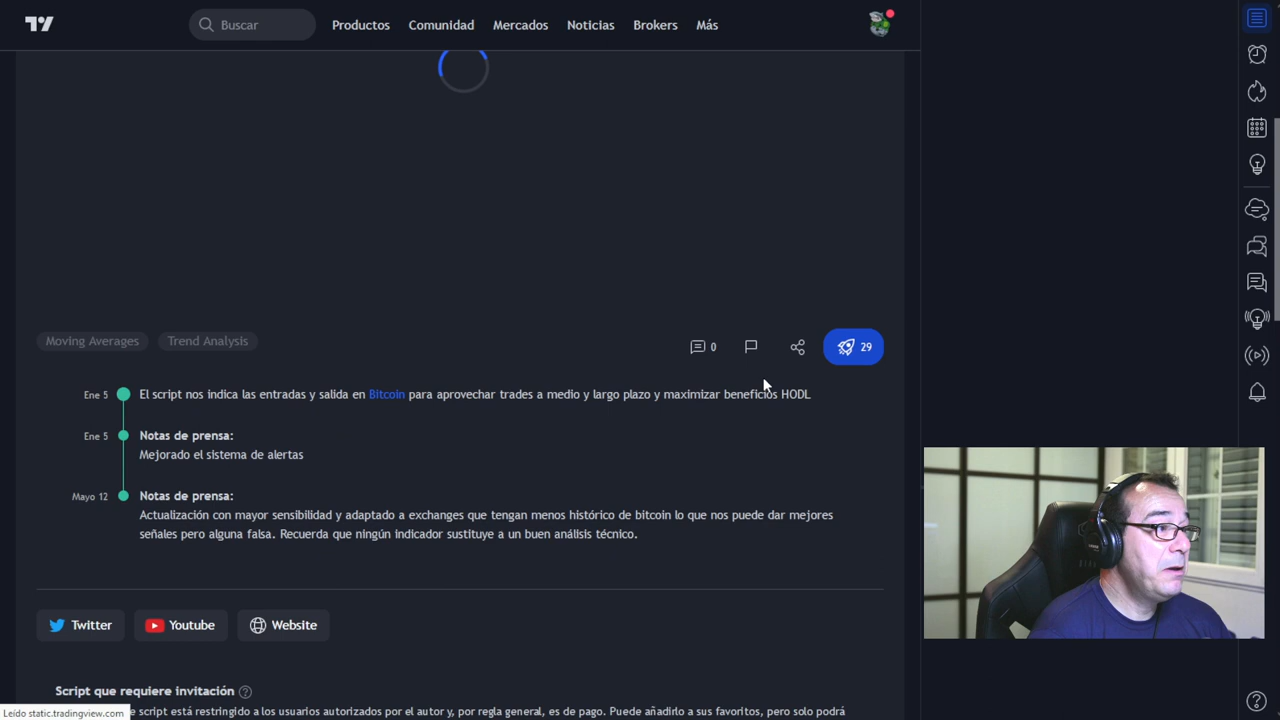 Buscar
Productos
Comunidad
Mercados
Noticias
Brokers
Más
Moving Averages
Trend Analysis
0
29
Ene 5
El script nos indica las entradas y salida en Bitcoin para aprovechar trades a medio y largo plazo y maximizar beneficios HODL
Ene 5
Notas de prensa:
Mejorado el sistema de alertas
Mayo 12
Notas de prensa:
Actualización con mayor sensibilidad y adaptado a exchanges que tengan menos histórico de bitcoin lo que nos puede dar mejores
señales pero alguna falsa. Recuerda que ningún indicador sustituye a un buen análisis técnico.
Twitter
Youtube
Website
Script que requiere invitación
script está restringido a los usuarios autorizados por el autor y, por regla general, es de pago. Puede añadirlo a sus favoritos, pero solo podrá
Leído static.tradingview.com